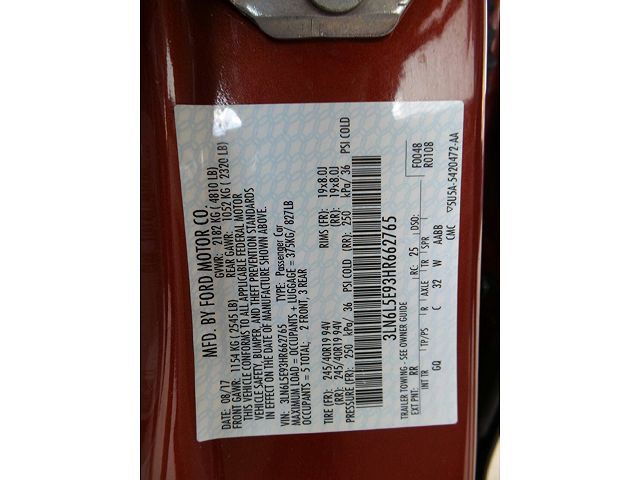 MFD. BY FORD MOTOR CO.
DATE: 08/17 GVWR: 2182 KG ( 4810 LB)
FRONT GAWR: 1154 KG ( 2545 LB) REAR GAWR: 1052 KG ( 2320 LB)
THIS VEHICLE CONFORMS TO ALL APPLICABLE FEDERAL MOTOR
VEHICLE SAFETY, BUMPER, AND THEFT PREVENTION STANDARDS
IN EFFECT ON THE DATE OF MANUFACTURE SHOWN ABOVE.
VIN: 3LN6L5E93HR662765 TYPE: Passenger Car
MAXIMUM LOAD = OCCUPANTS + LUGGAGE = 375KG/ 827LB
OCCUPANTS = 5 TOTAL; 2 FRONT, 3 REAR
TIRE (FR): 245/40R19 94V RIMS (FR): 19x8.0J
TIRE (RR): 245/40R19 94V (RR): 19x8.0J
PRESSURE (FR): 250 kPa/ 36 PSI COLD (RR): 250 kPa/ 36 PSI COLD
3LN6L5E93HR662765
F0048
R0108
TRAILER TOWING - SEE OWNER GUIDE
EXT PNT: RR RC: 25 DSO:
INT TR TP/PS R AXLE TR SPR
GQ C 32 W AABB
CMC ▽5U5A-5420472-AA